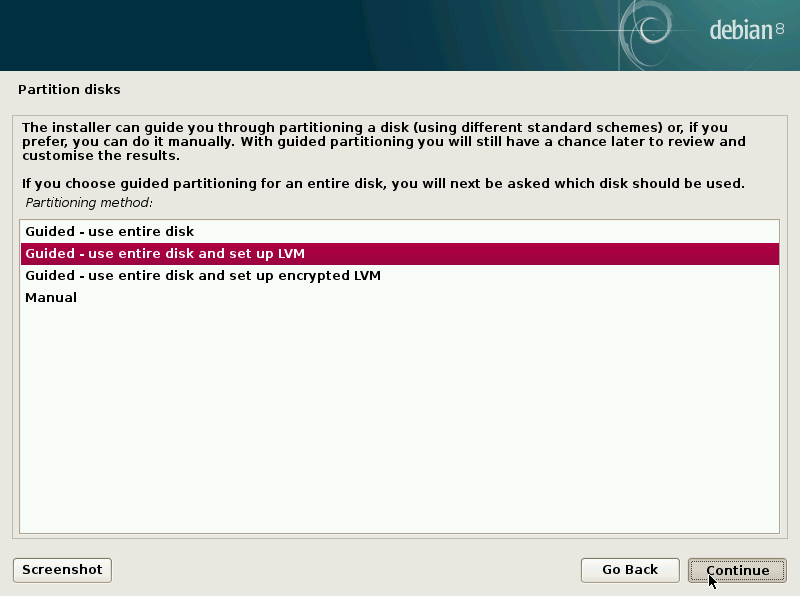 debian 8
Partition disks
The installer can guide you through partitioning a disk (using different standard schemes) or, if you
prefer, you can do it manually. With guided partitioning you will still have a chance later to review and
customise the results.
If you choose guided partitioning for an entire disk, you will next be asked which disk should be used.
Partitioning method:
Guided - use entire disk
Guided - use entire disk and set up LVM
Guided - use entire disk and set up encrypted LVM
Manual
Screenshot Go Back Continue